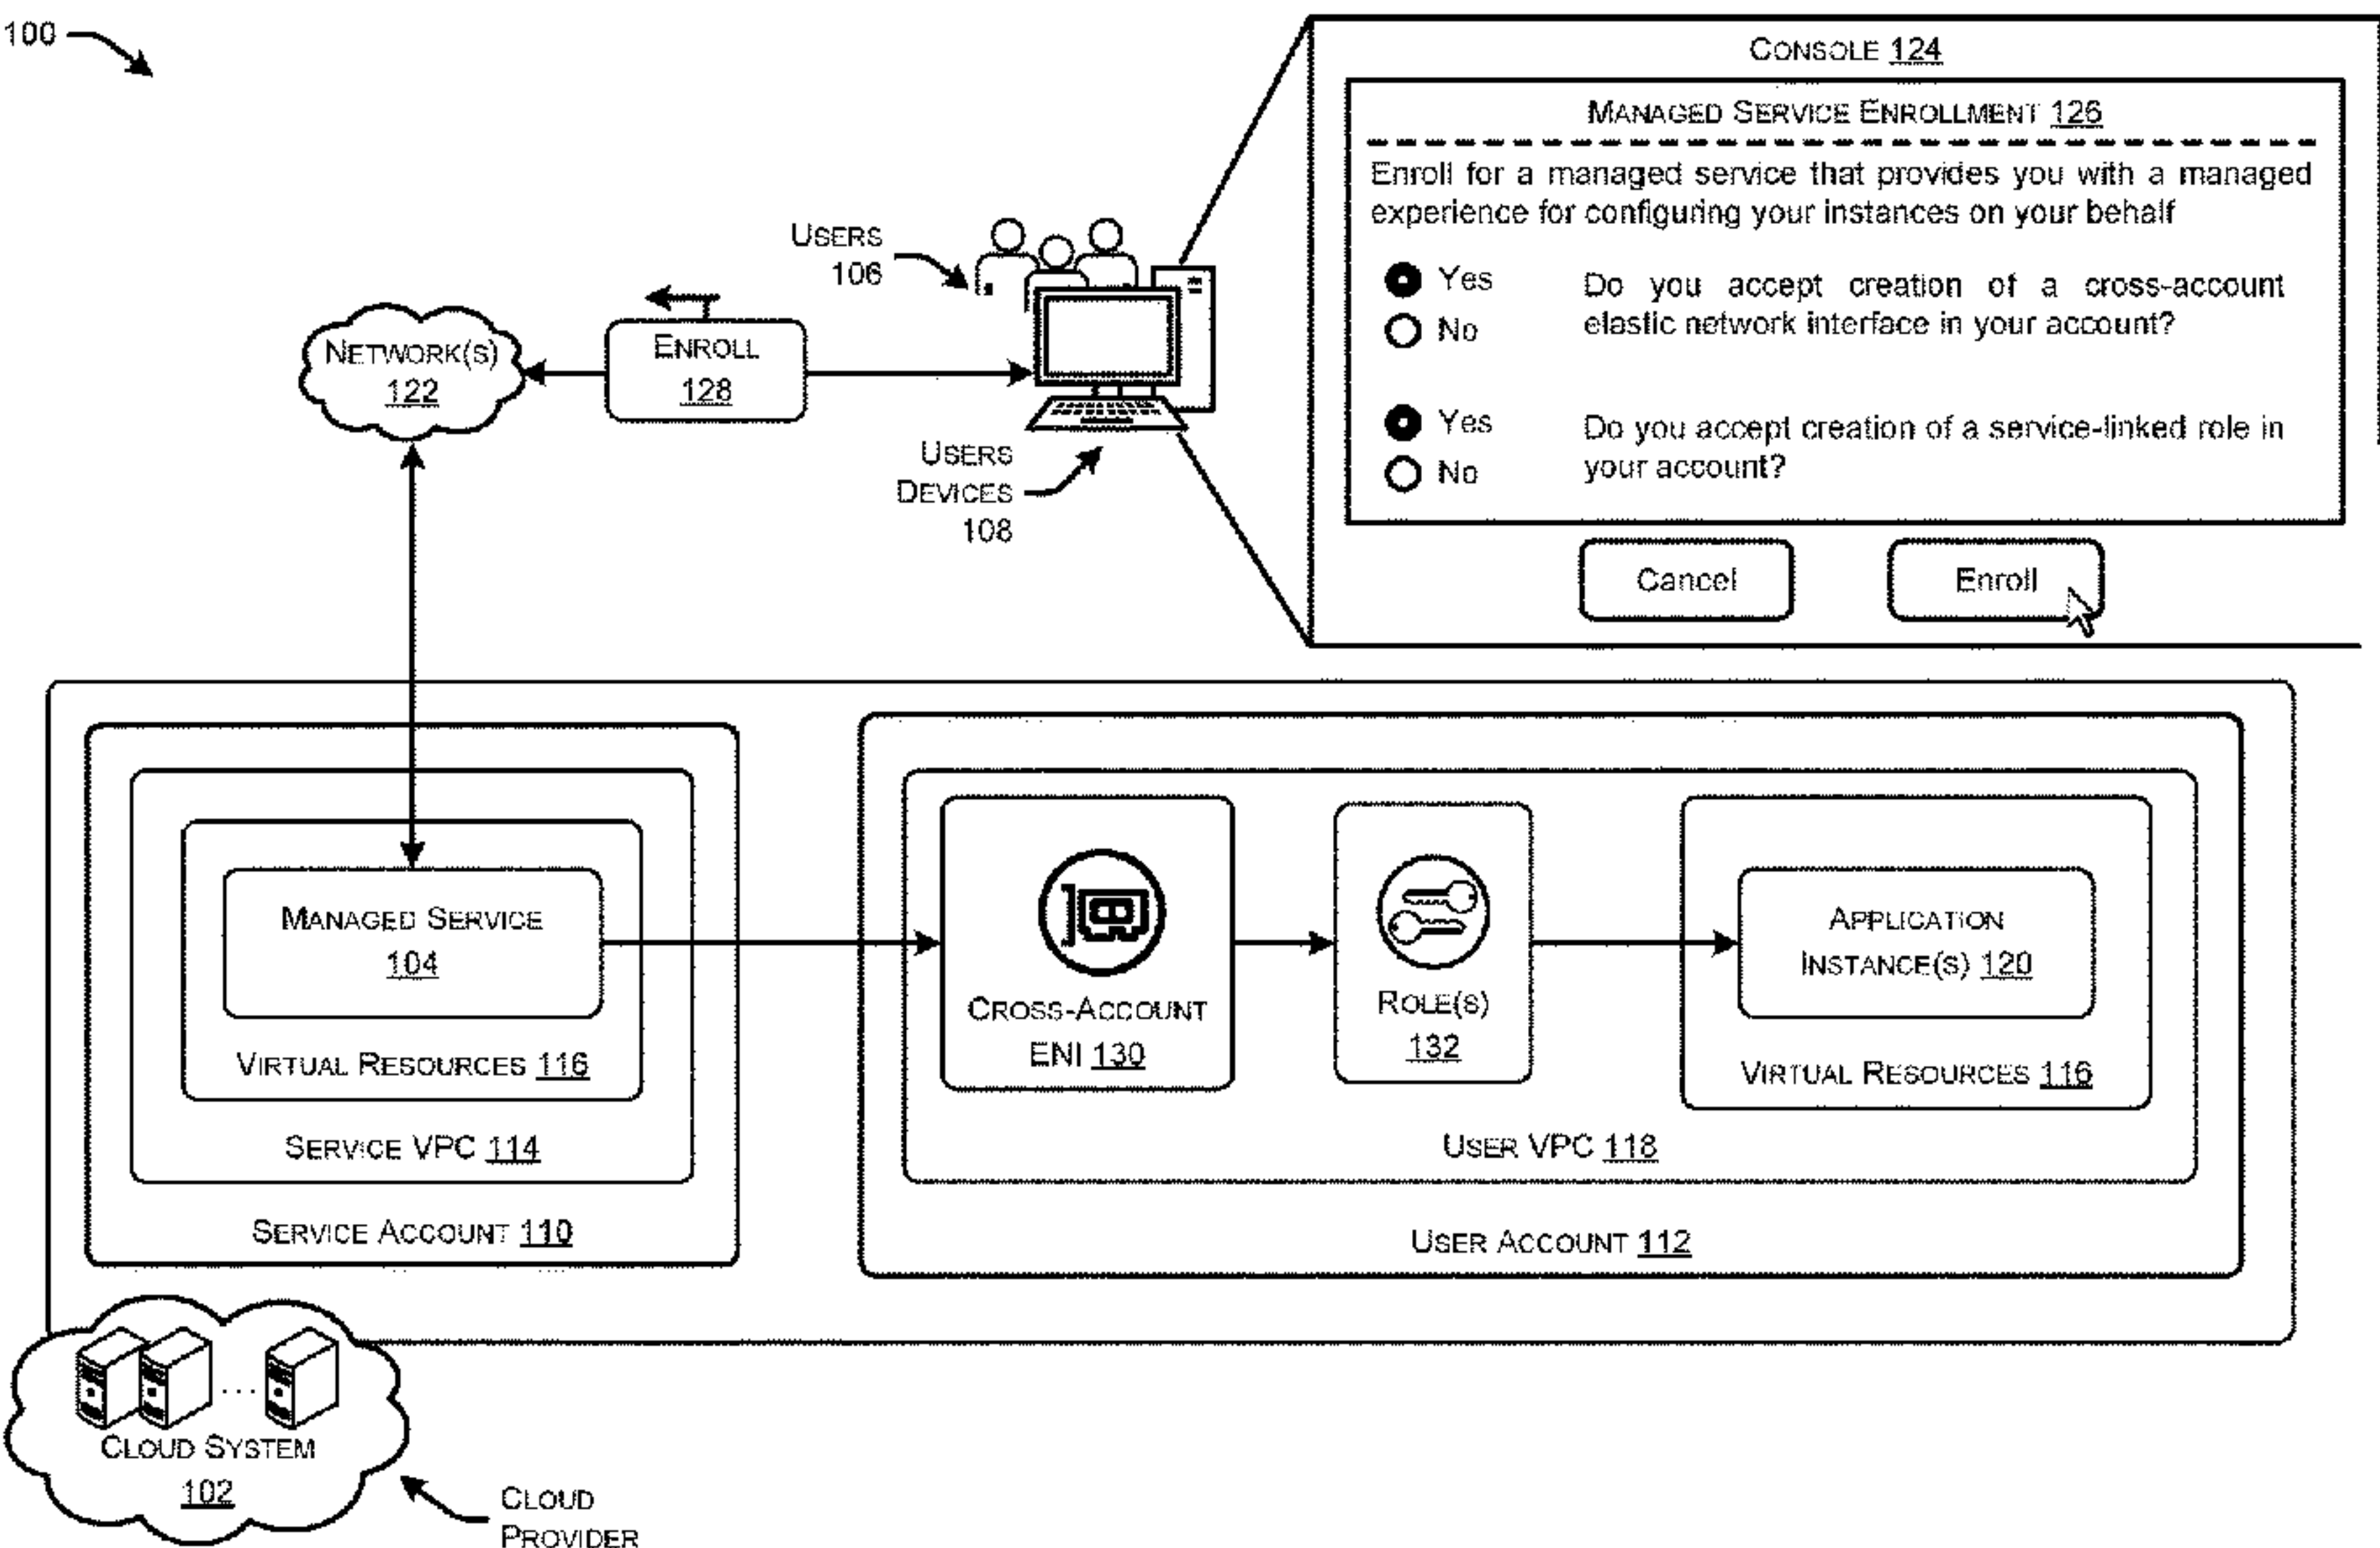 100
CONSOLE 124
MANAGED SERVICE ENROLLMENT 126
Enroll for a managed service that provides you with a managed
experience for configuring your instances on your behalf
Yes
No
Do you accept creation of a cross-account
elastic network interface in your account?
Yes
No
Do you accept creation of a service-linked role in
your account?
Cancel
Enroll
USERS
106
NETWORK(S)
122
ENROLL
128
USERS
DEVICES
108
MANAGED SERVICE
104
VIRTUAL RESOURCES 116
SERVICE VPC 114
SERVICE ACCOUNT 110
CROSS-ACCOUNT
ENI 130
ROLE(S)
132
APPLICATION
INSTANCE(S) 120
VIRTUAL RESOURCES 116
USER VPC 118
USER ACCOUNT 112
CLOUD SYSTEM
102
CLOUD
PROVIDER